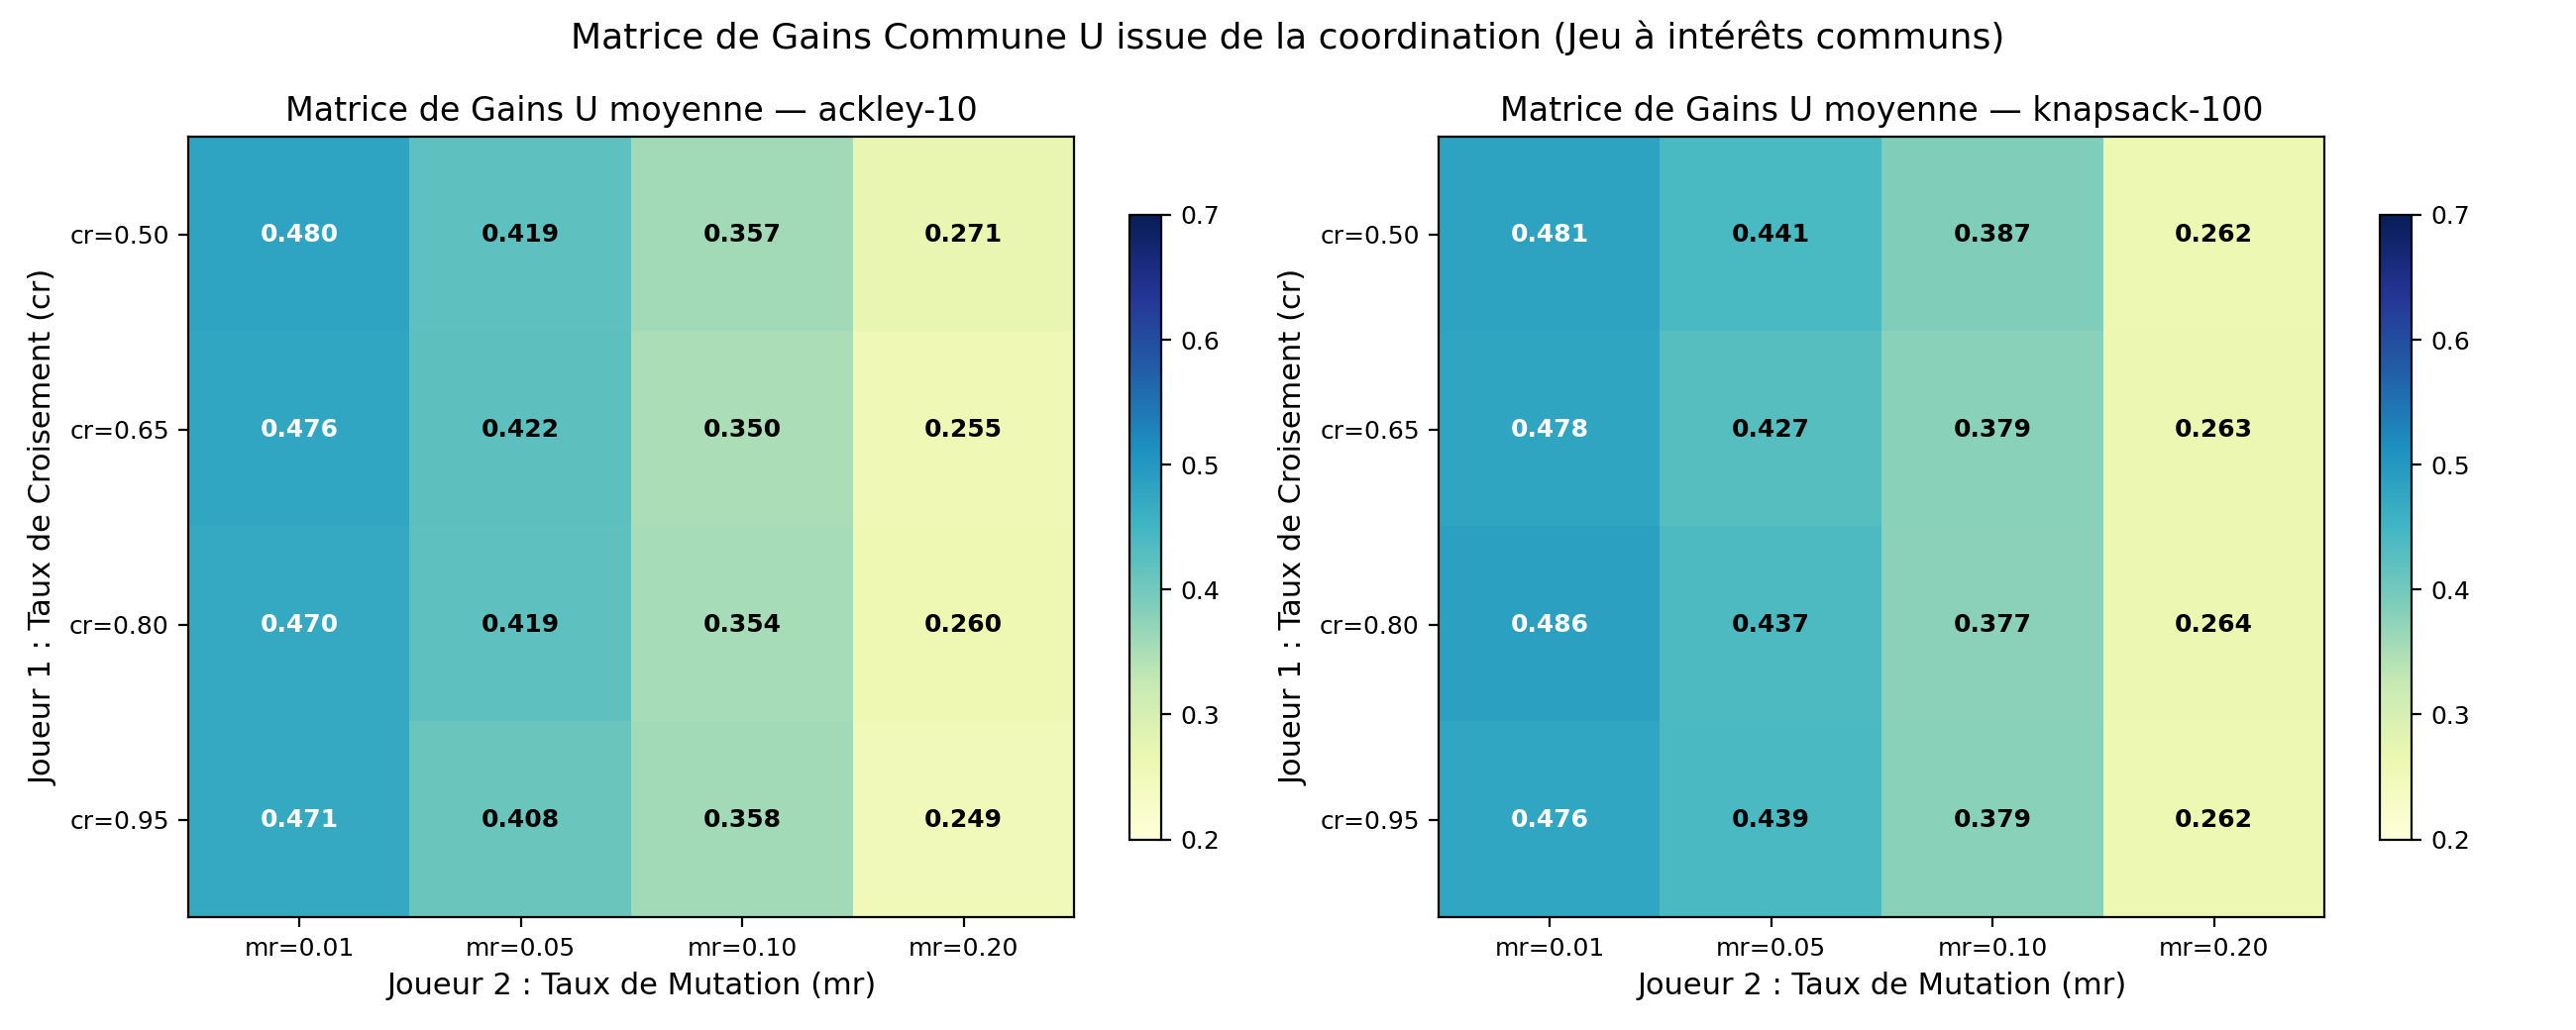 Matrice de Gains Commune U issue de la coordination (Jeu à intérêts communs)
Matrice de Gains U moyenne — ackley-10
Joueur 1 : Taux de Croisement (cr)
cr=0.50 0.480 0.419 0.357 0.271
cr=0.65 0.476 0.422 0.350 0.255
cr=0.80 0.470 0.419 0.354 0.260
cr=0.95 0.471 0.408 0.358 0.249
mr=0.01 mr=0.05 mr=0.10 mr=0.20
Joueur 2 : Taux de Mutation (mr)
0.7
0.6
0.5
0.4
0.3
0.2
Matrice de Gains U moyenne — knapsack-100
Joueur 1 : Taux de Croisement (cr)
cr=0.50 0.481 0.441 0.387 0.262
cr=0.65 0.478 0.427 0.379 0.263
cr=0.80 0.486 0.437 0.377 0.264
cr=0.95 0.476 0.439 0.379 0.262
mr=0.01 mr=0.05 mr=0.10 mr=0.20
Joueur 2 : Taux de Mutation (mr)
0.7
0.6
0.5
0.4
0.3
0.2